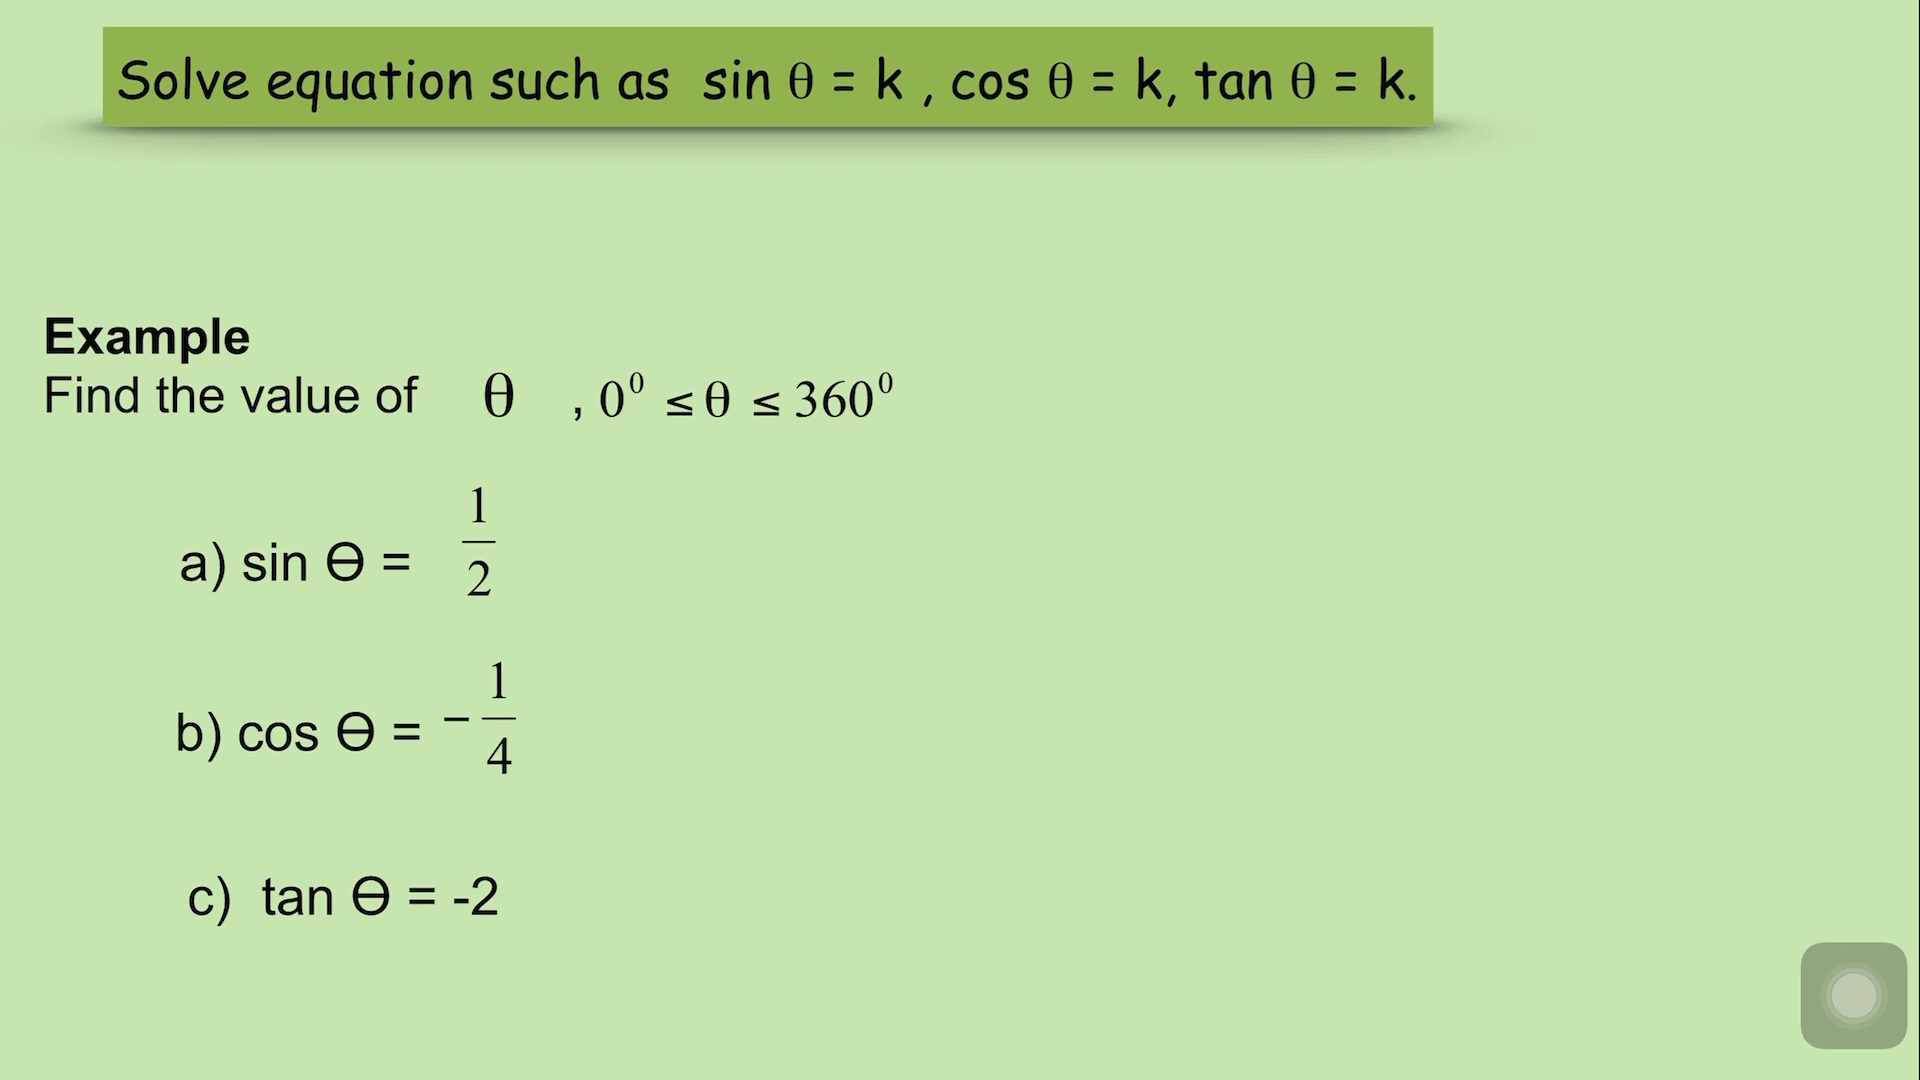 Solve equation such as sin θ = k , cos θ = k, tan θ = k.
Example
Find the value of θ , 0⁰ ≤ θ ≤ 360⁰
a) sin Ɵ = 1/2
b) cos Ɵ = −1/4
c) tan Ɵ = -2